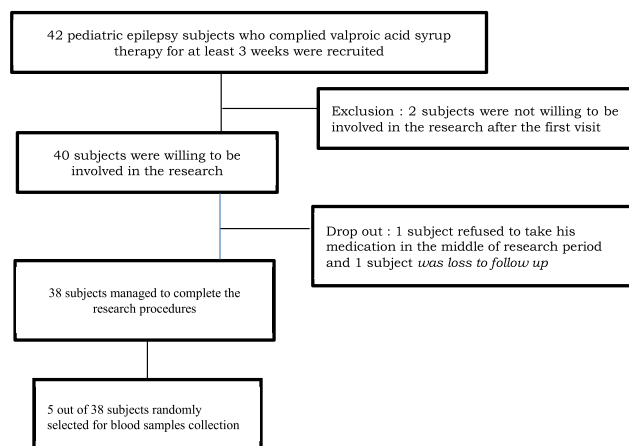 42 pediatric epilepsy subjects who complied valproic acid syrup
therapy for at least 3 weeks were recruited
Exclusion : 2 subjects were not willing to be
involved in the research after the first visit
40 subjects were willing to be
involved in the research
Drop out : 1 subject refused to take his
medication in the middle of research period
and 1 subject was loss to follow up
38 subjects managed to complete the
research procedures
5 out of 38 subjects randomly
selected for blood samples collection